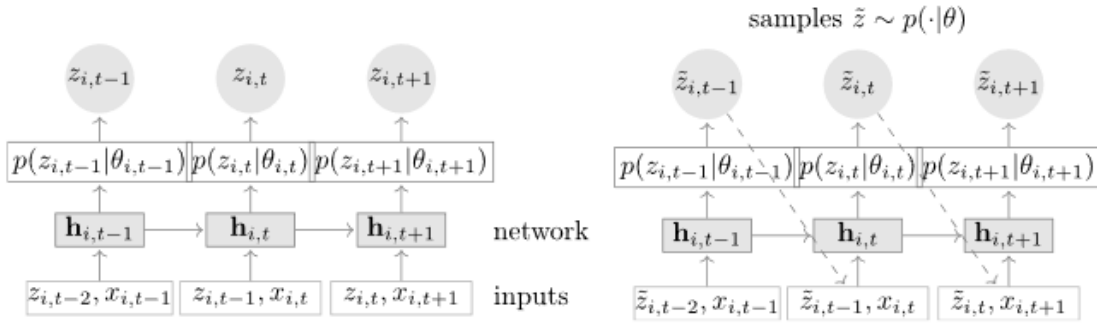 samples z̃ ∼ p(·|θ)
z_{i,t−1} z_{i,t} z_{i,t+1}
p(z_{i,t−1}|θ_{i,t−1}) p(z_{i,t}|θ_{i,t}) p(z_{i,t+1}|θ_{i,t+1})
h_{i,t−1} h_{i,t} h_{i,t+1} network
z_{i,t−2}, x_{i,t−1} z_{i,t−1}, x_{i,t} z_{i,t}, x_{i,t+1} inputs
z̃_{i,t−1} z̃_{i,t} z̃_{i,t+1}
p(z_{i,t−1}|θ_{i,t−1}) p(z_{i,t}|θ_{i,t}) p(z_{i,t+1}|θ_{i,t+1})
h_{i,t−1} h_{i,t} h_{i,t+1}
z̃_{i,t−2}, x_{i,t−1} z̃_{i,t−1}, x_{i,t} z̃_{i,t}, x_{i,t+1}